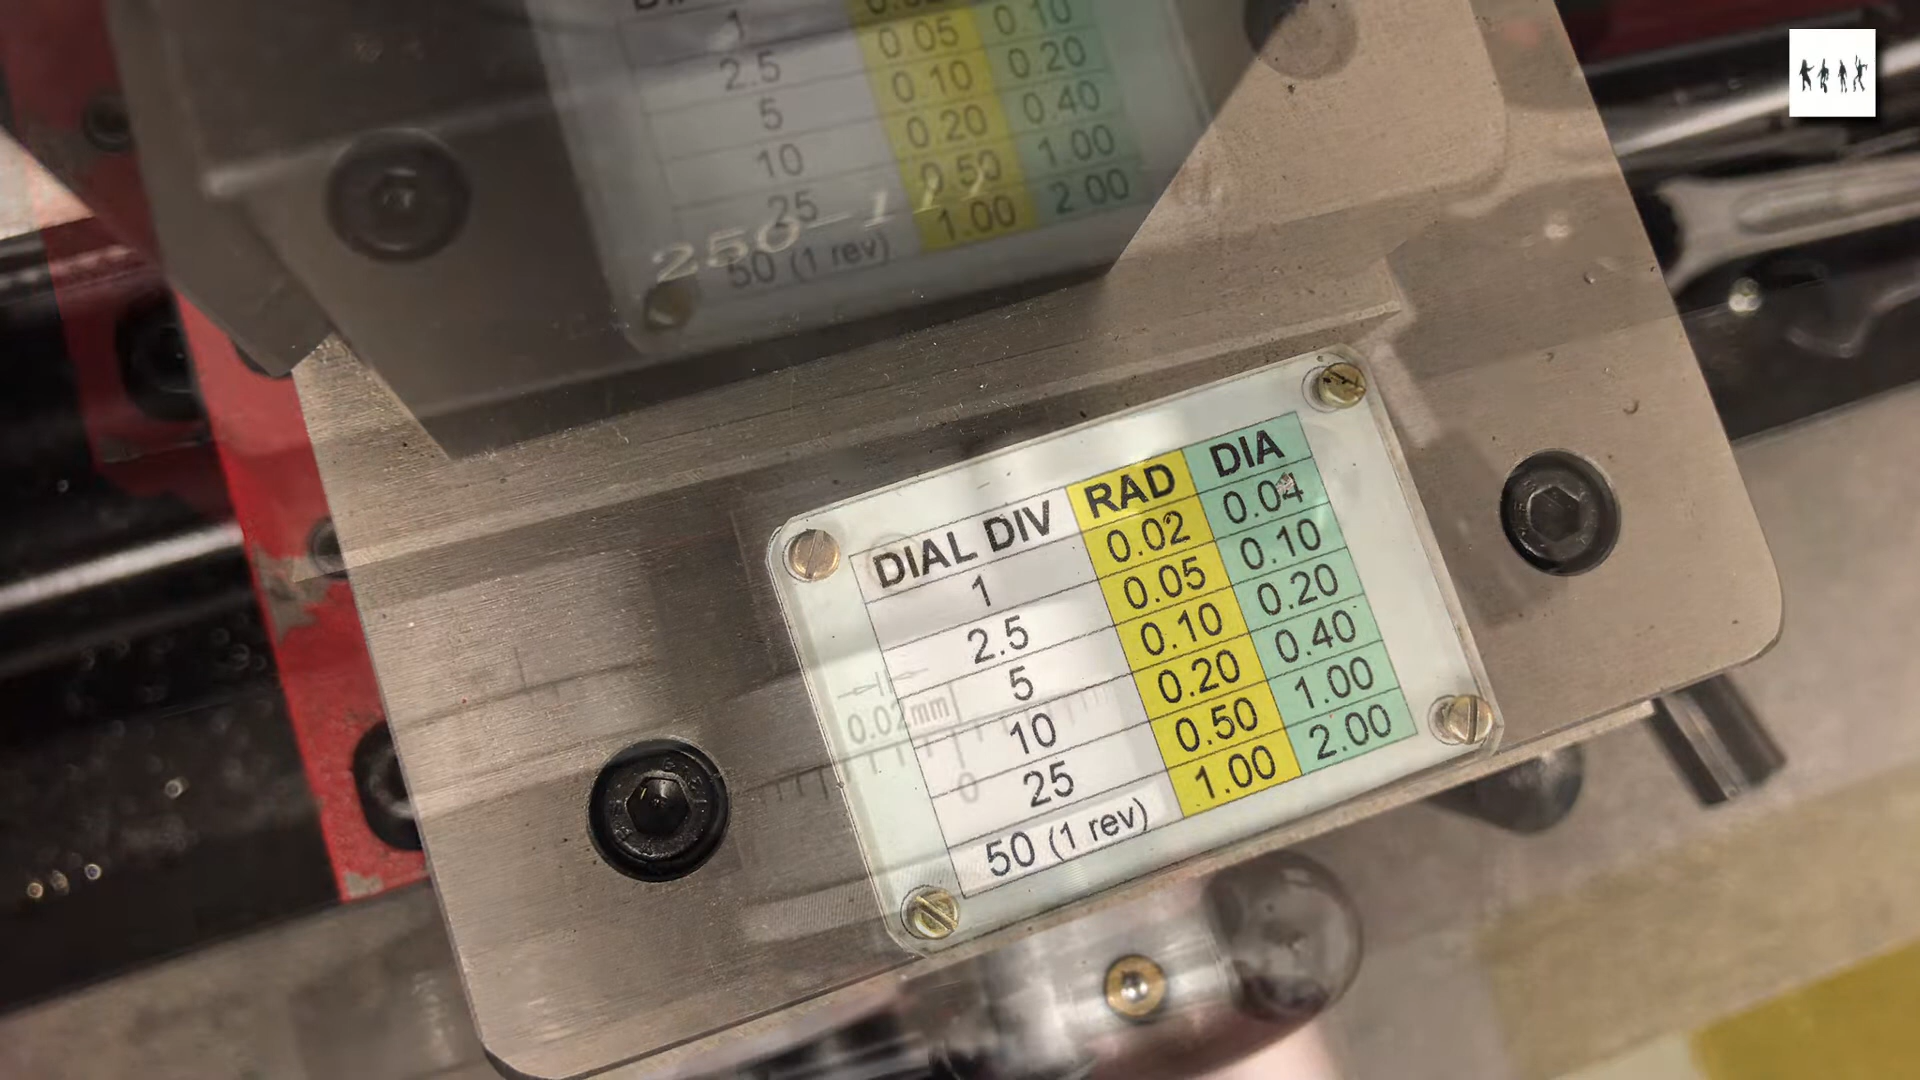 1 0.05 0.10
2.5 0.10 0.20
5 0.20 0.40
10 0.50 1.00
25 1.00 2.00
50 (1 rev)
DIAL DIV RAD DIA
1 0.02 0.04
2.5 0.05 0.10
5 0.10 0.20
10 0.20 0.40
25 0.50 1.00
50 (1 rev) 1.00 2.00
0.02mm
0